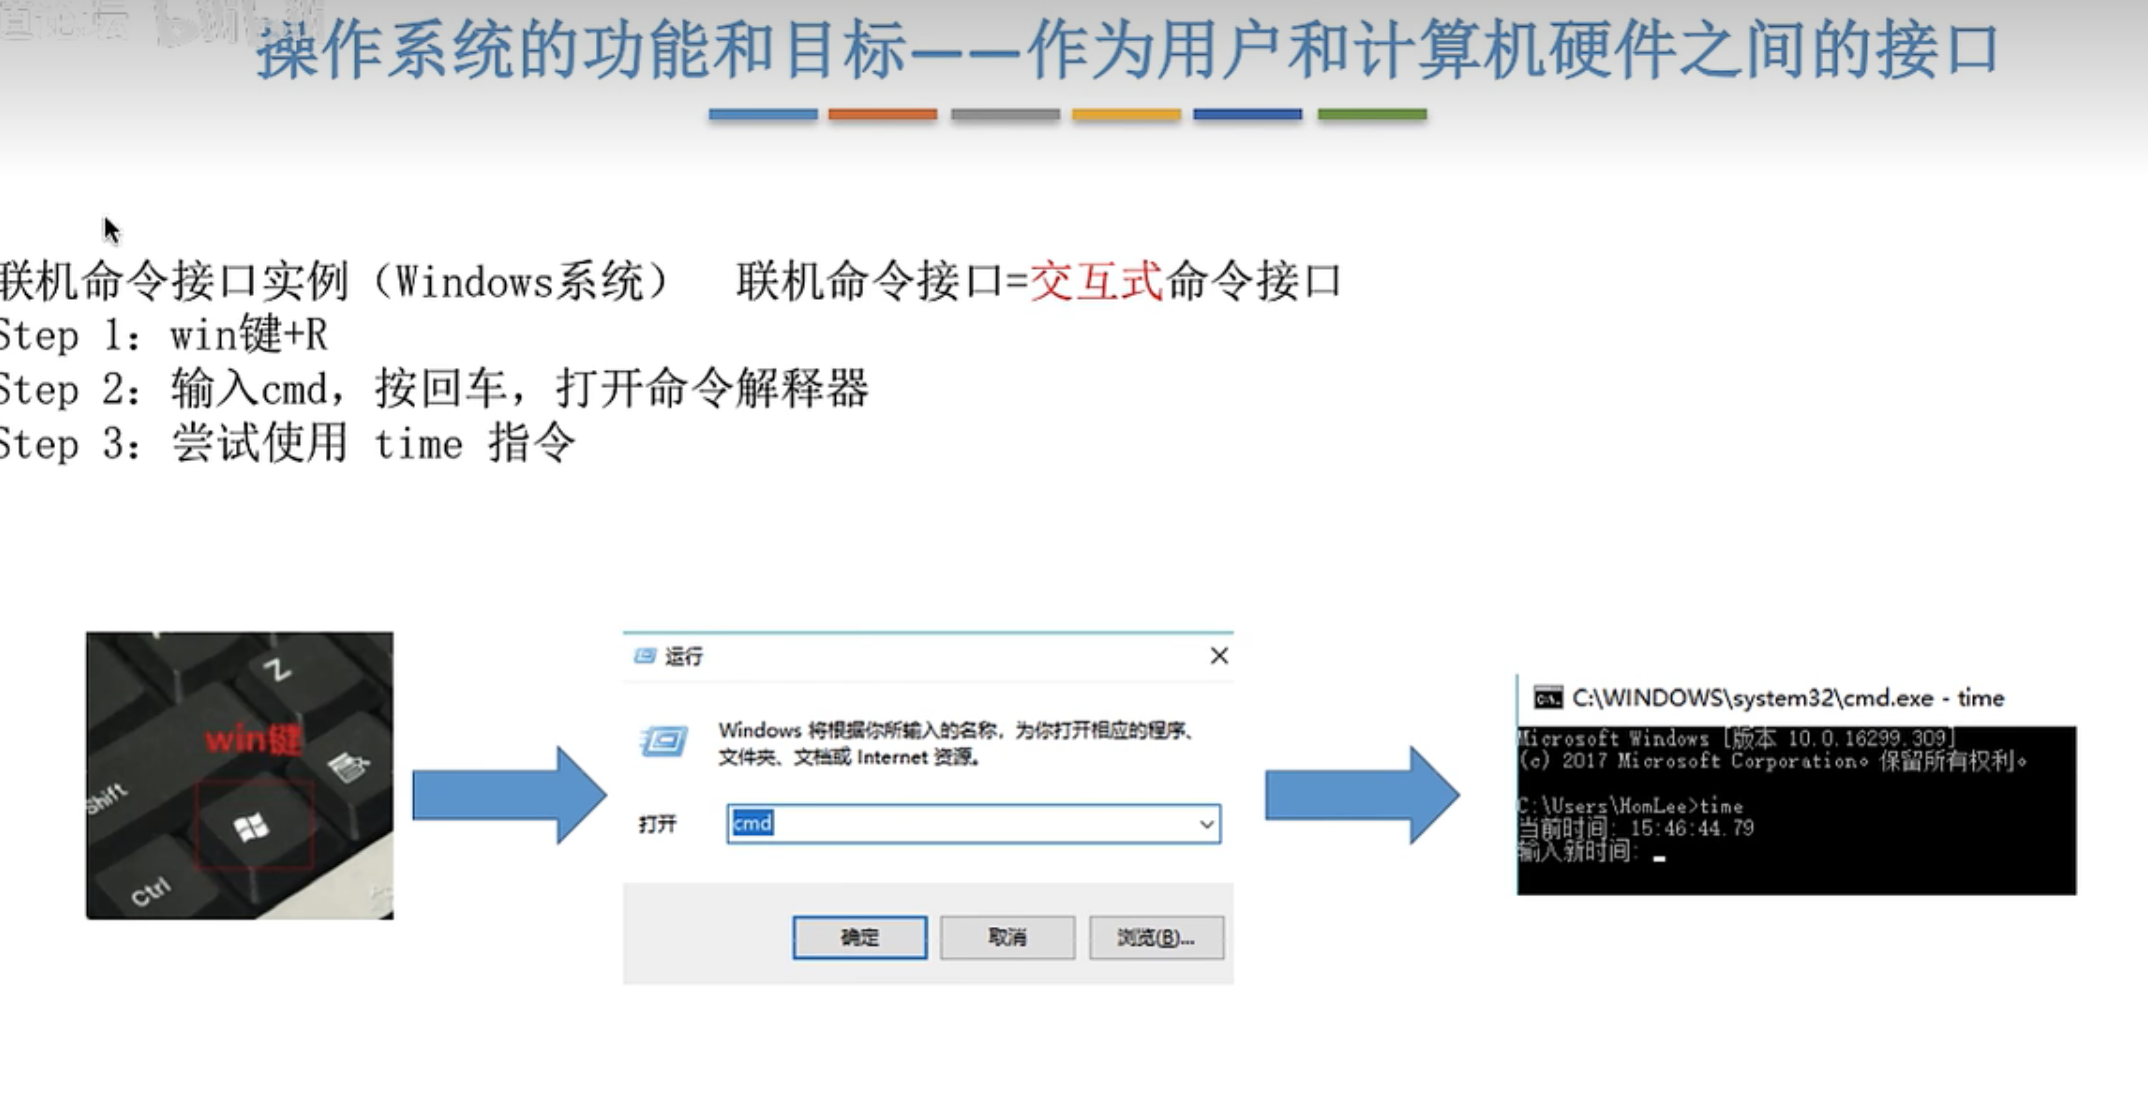 操作系统的功能和目标——作为用户和计算机硬件之间的接口
联机命令接口实例（Windows系统） 联机命令接口=交互式命令接口
Step 1：win键+R
Step 2：输入cmd，按回车，打开命令解释器
Step 3：尝试使用 time 指令
Z
win键
Shift
Ctrl
运行
Windows 将根据你所输入的名称，为你打开相应的程序、
文件夹、文档或 Internet 资源。
打开
cmd
确定 取消 浏览(B)...
C:\WINDOWS\system32\cmd.exe - time
Microsoft Windows [版本 10.0.16299.309]
(c) 2017 Microsoft Corporation。保留所有权利。
C:\Users\HomLee>time
当前时间: 15:46:44.79
输入新时间: